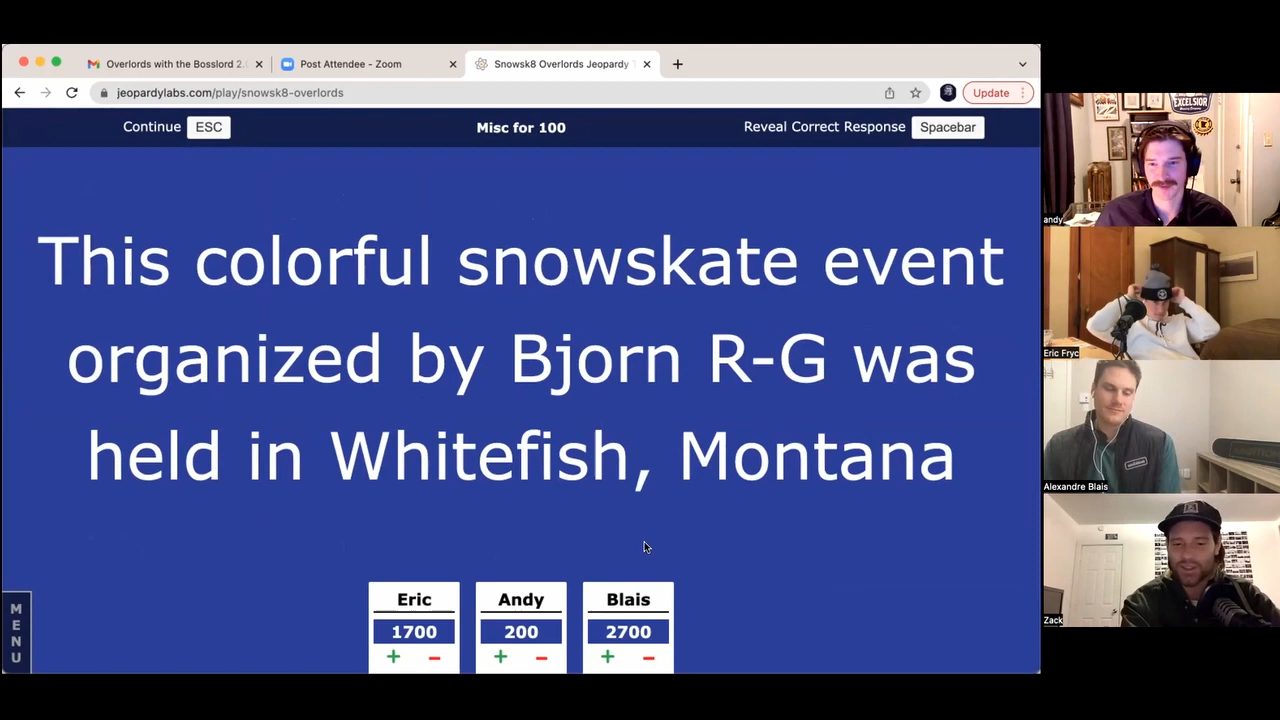 Overlords with the Bosslord 2.
Post Attendee - Zoom
Snowsk8 Overlords Jeopardy
jeopardylabs.com/play/snowsk8-overlords
Update
Continue ESC
Misc for 100
Reveal Correct Response Spacebar
This colorful snowskate event
organized by Bjorn R-G was
held in Whitefish, Montana
MENU
Eric
1700
+ −
Andy
200
+ −
Blais
2700
+ −
EXCELSIOR
andy
Eric Fryc
Alexandre Blais
Zack